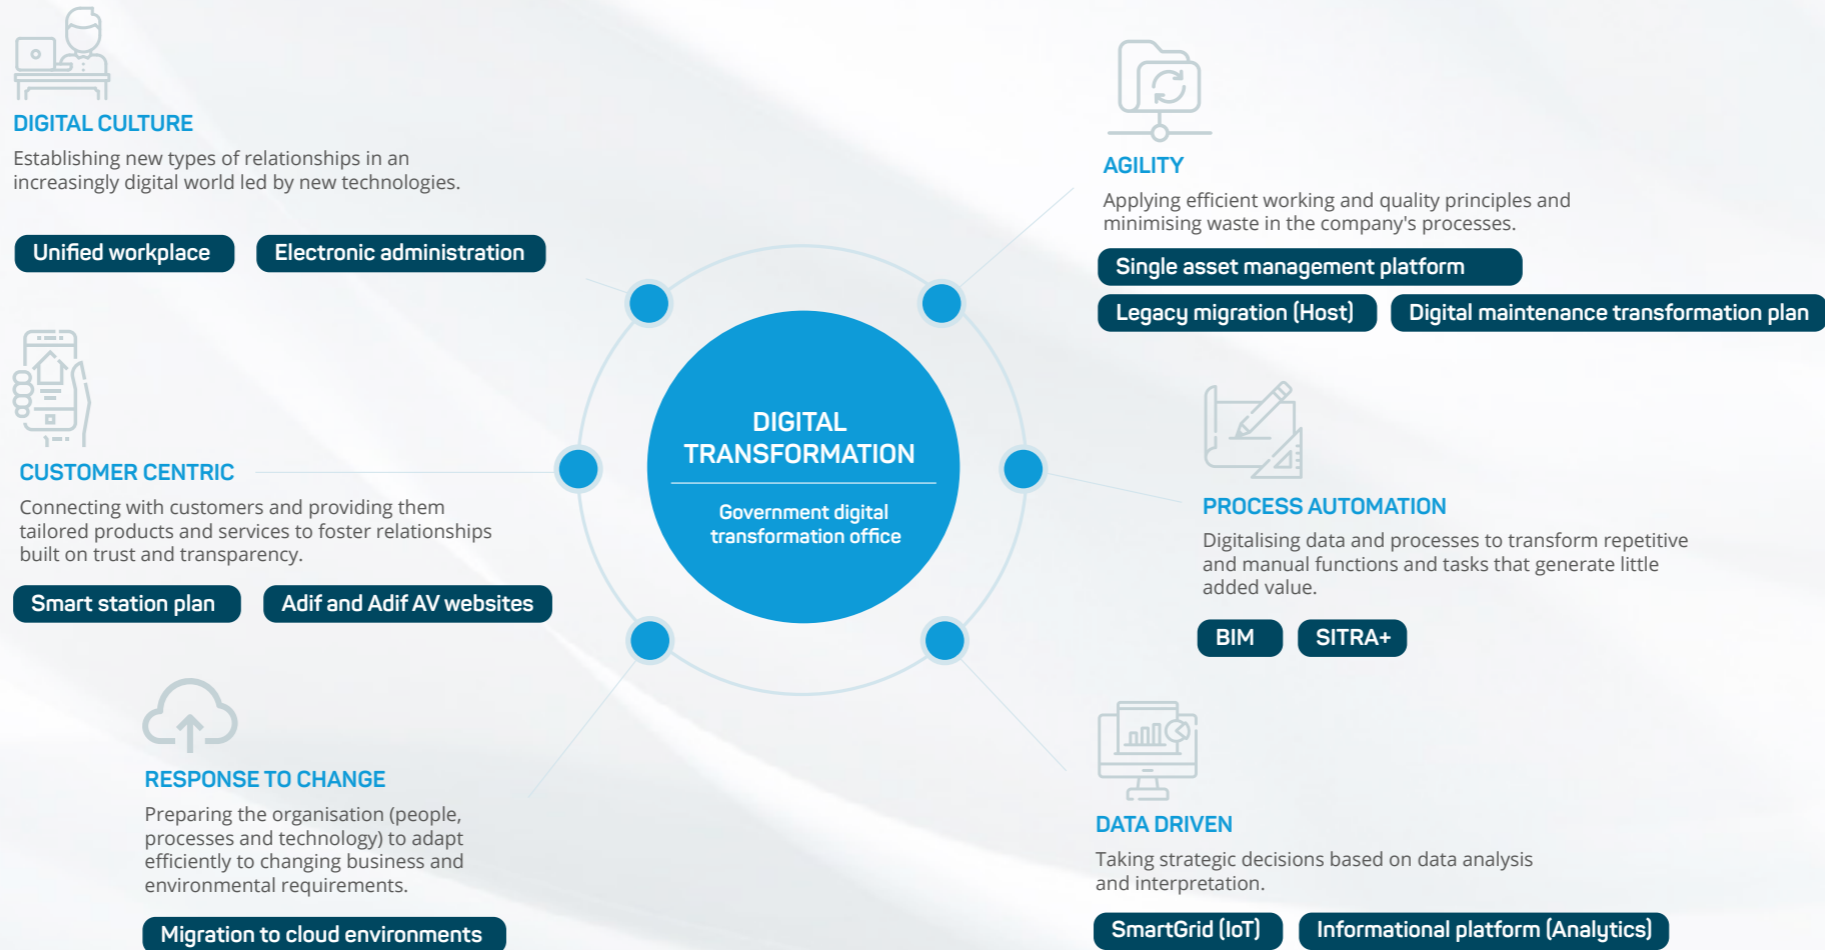 DIGITAL CULTURE
Establishing new types of relationships in an
increasingly digital world led by new technologies.
Unified workplace
Electronic administration
CUSTOMER CENTRIC
Connecting with customers and providing them
tailored products and services to foster relationships
built on trust and transparency.
Smart station plan
Adif and Adif AV websites
RESPONSE TO CHANGE
Preparing the organisation (people,
processes and technology) to adapt
efficiently to changing business and
environmental requirements.
Migration to cloud environments
DIGITAL
TRANSFORMATION
Government digital
transformation office
AGILITY
Applying efficient working and quality principles and
minimising waste in the company's processes.
Single asset management platform
Legacy migration (Host)
Digital maintenance transformation plan
PROCESS AUTOMATION
Digitalising data and processes to transform repetitive
and manual functions and tasks that generate little
added value.
BIM
SITRA+
DATA DRIVEN
Taking strategic decisions based on data analysis
and interpretation.
SmartGrid (IoT)
Informational platform (Analytics)